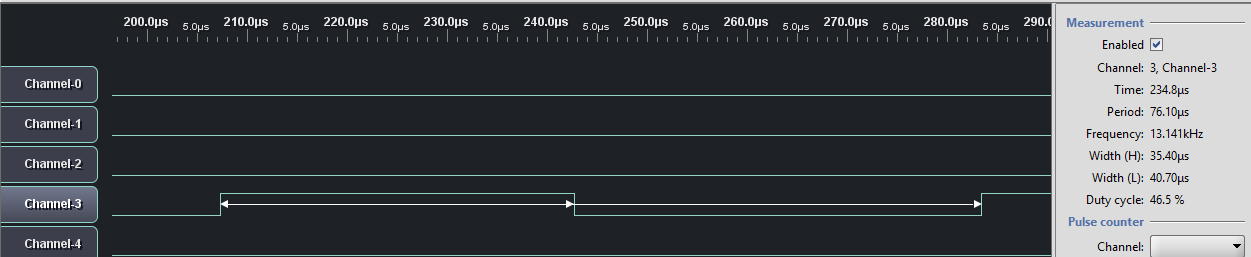 200.0µs 210.0µs 220.0µs 230.0µs 240.0µs 250.0µs 260.0µs 270.0µs 280.0µs 290.0
5.0µs 5.0µs 5.0µs 5.0µs 5.0µs 5.0µs 5.0µs 5.0µs 5.0µs
Channel-0
Channel-1
Channel-2
Channel-3
Channel-4
Measurement
Enabled
Channel: 3, Channel-3
Time: 234.8µs
Period: 76.10µs
Frequency: 13.141kHz
Width (H): 35.40µs
Width (L): 40.70µs
Duty cycle: 46.5 %
Pulse counter
Channel: